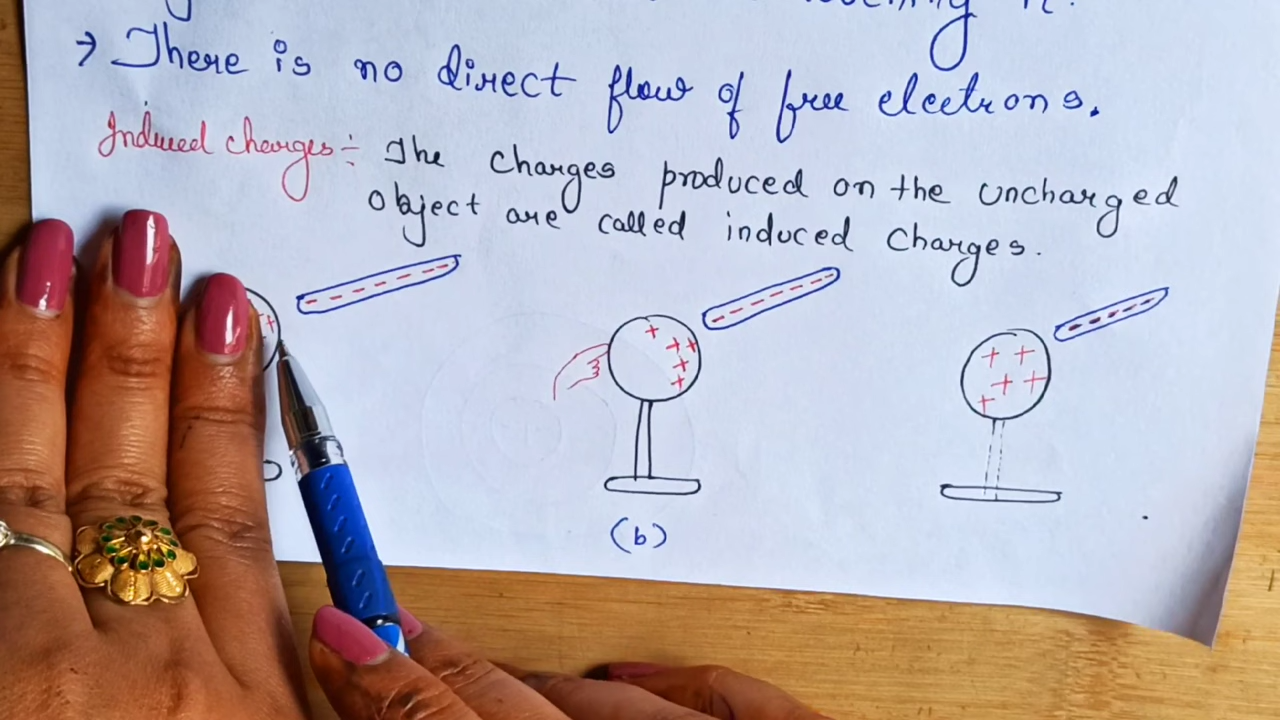 it.
→ There is no direct flow of free electrons.
Induced charges ÷ The charges produced on the uncharged
object are called induced charges.
(b)